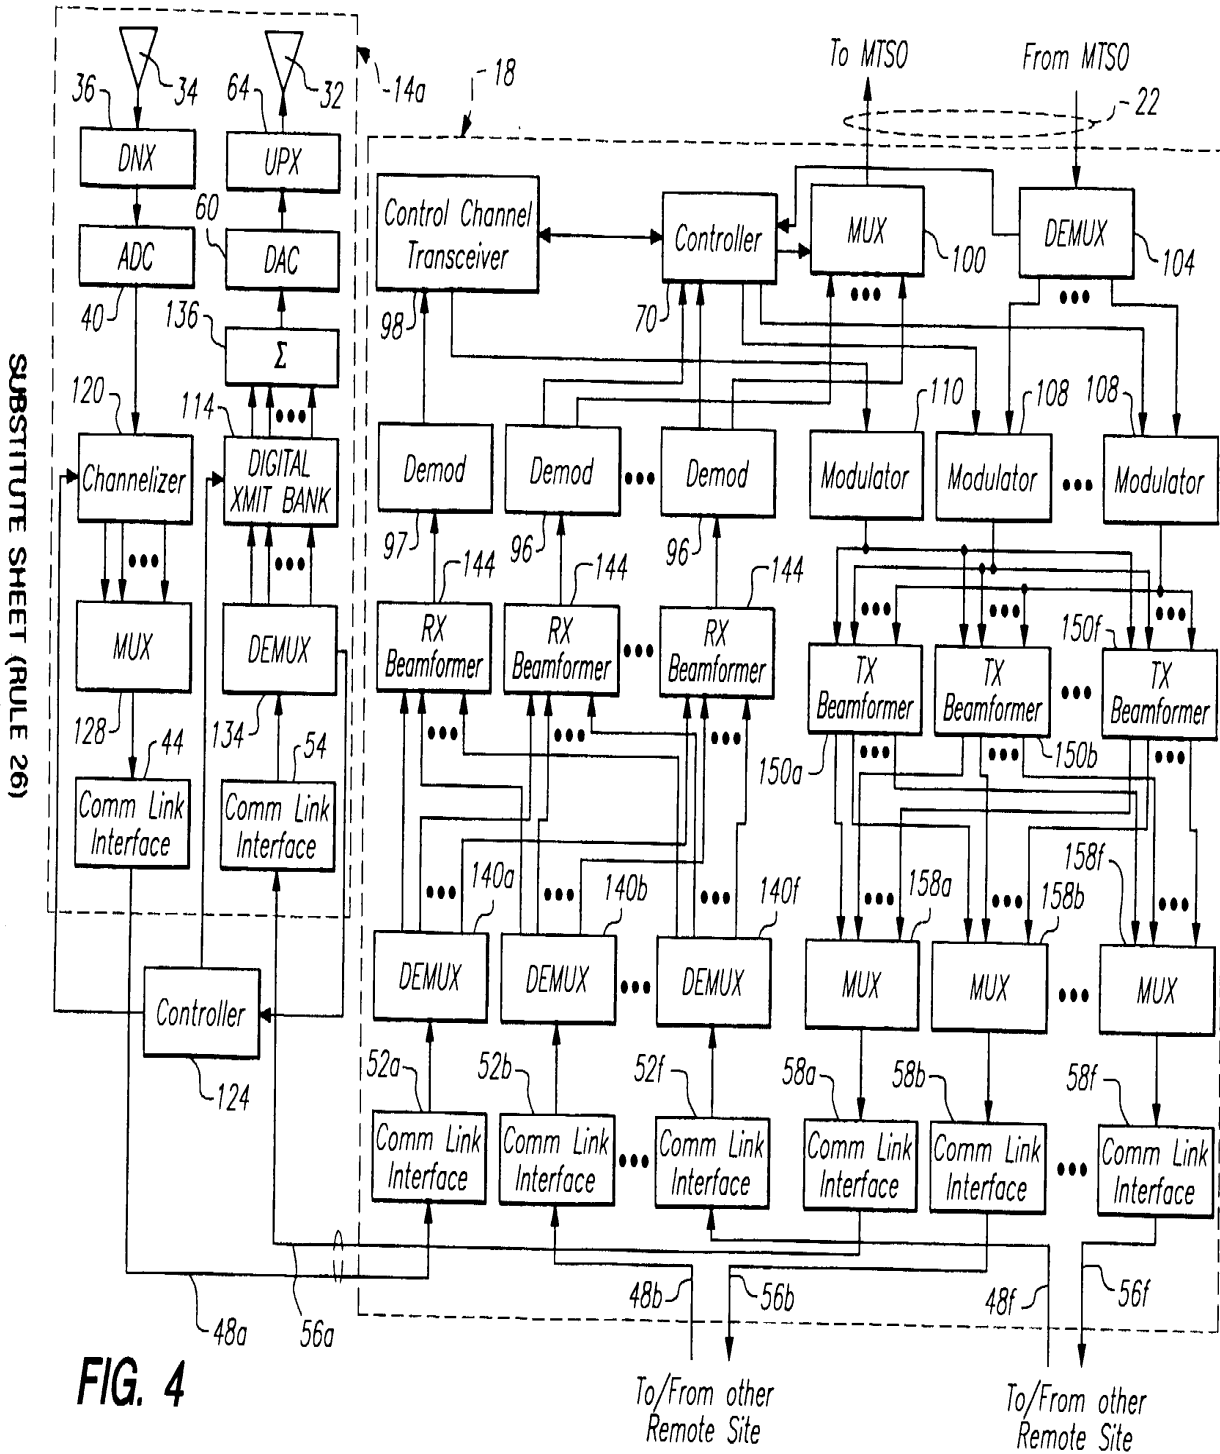 To MTSO
From MTSO
34
32
14a
18
22
36
DNX
64
UPX
Control Channel
Transceiver
98
Controller
70
MUX
100
DEMUX
104
ADC
40
60
DAC
136
Σ
120
Channelizer
114
DIGITAL
XMIT BANK
Demod
97
Demod
96
Demod
96
110
Modulator
108
Modulator
108
Modulator
144
144
144
MUX
128
DEMUX
134
RX
Beamformer
RX
Beamformer
RX
Beamformer
TX
Beamformer
150a
TX
Beamformer
150b
150f
TX
Beamformer
44
Comm Link
Interface
54
Comm Link
Interface
140a
DEMUX
140b
DEMUX
140f
DEMUX
158a
MUX
158b
MUX
158f
MUX
Controller
124
52a
Comm Link
Interface
52b
Comm Link
Interface
52f
Comm Link
Interface
58a
Comm Link
Interface
58b
Comm Link
Interface
58f
Comm Link
Interface
48a
56a
48b
56b
48f
56f
To/From other
Remote Site
To/From other
Remote Site
FIG. 4
SUBSTITUTE SHEET (RULE 26)